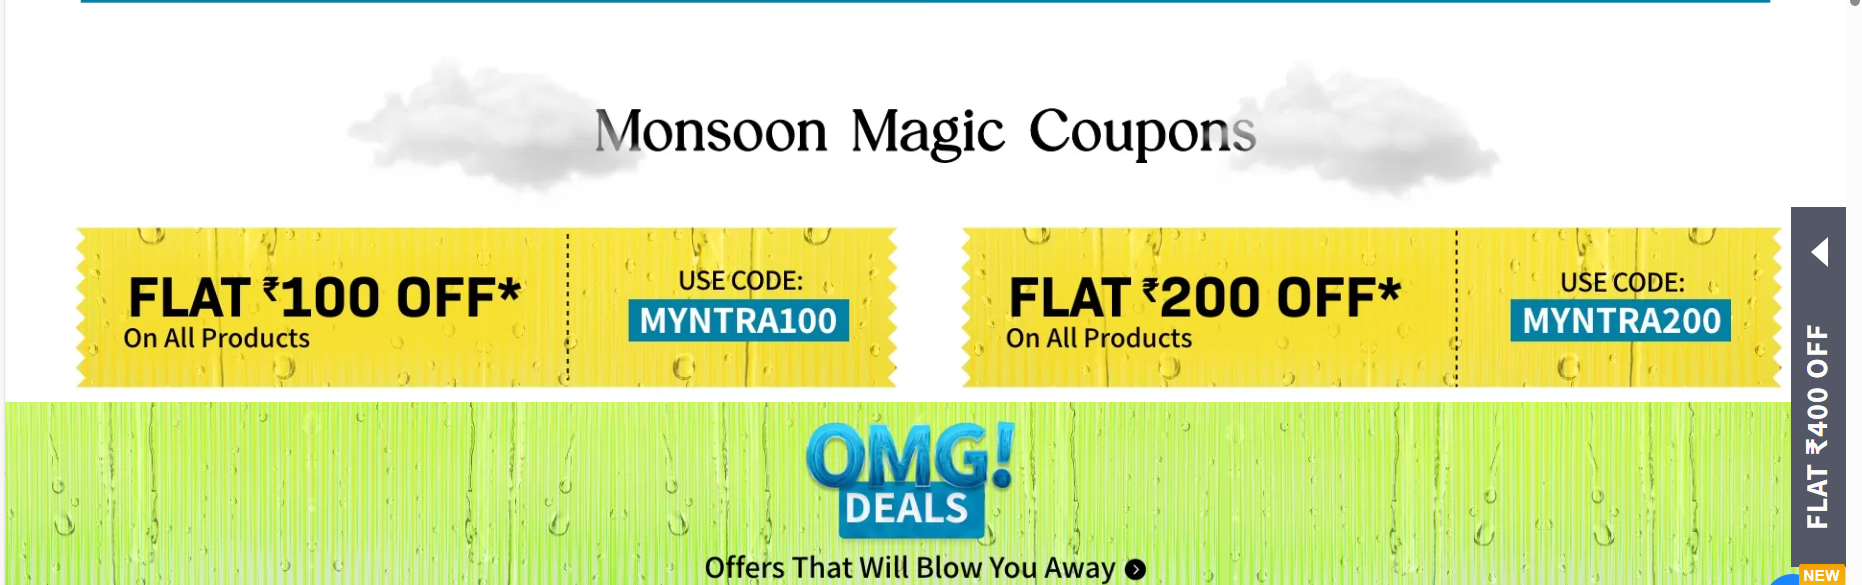 Monsoon Magic Coupons
FLAT ₹100 OFF*
On All Products
USE CODE:
MYNTRA100
FLAT ₹200 OFF*
On All Products
USE CODE:
MYNTRA200
FLAT ₹400 OFF
OMG!
DEALS
Offers That Will Blow You Away
NEW